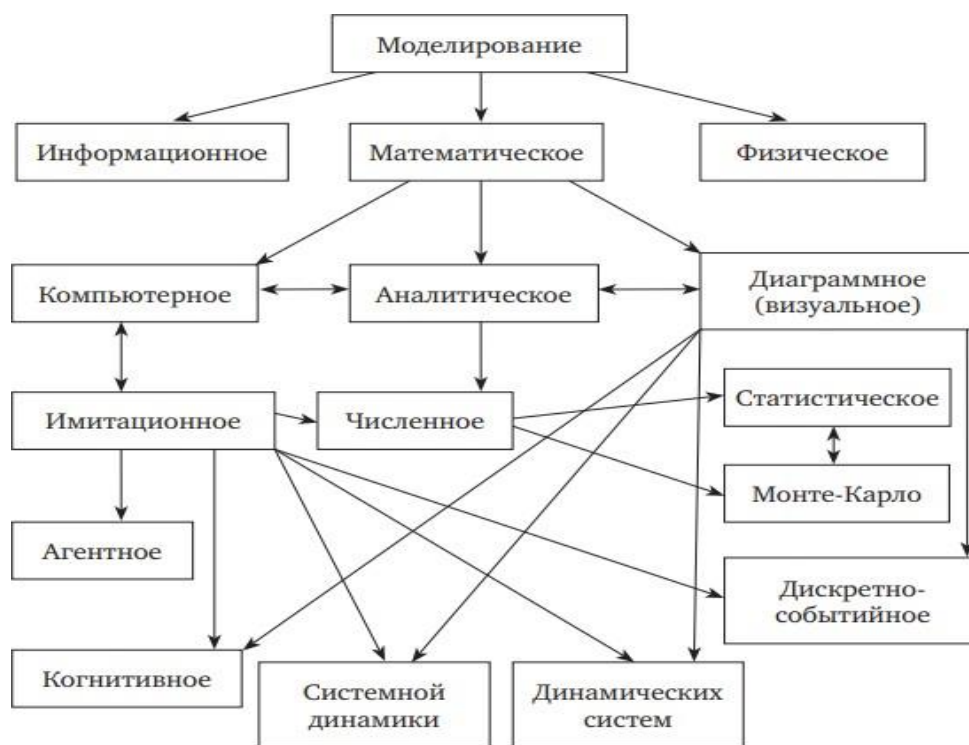 Моделирование
Информационное
Математическое
Физическое
Компьютерное
Аналитическое
Диаграммное
(визуальное)
Имитационное
Численное
Статистическое
Монте-Карло
Агентное
Дискретно-
событийное
Когнитивное
Системной
динамики
Динамических
систем